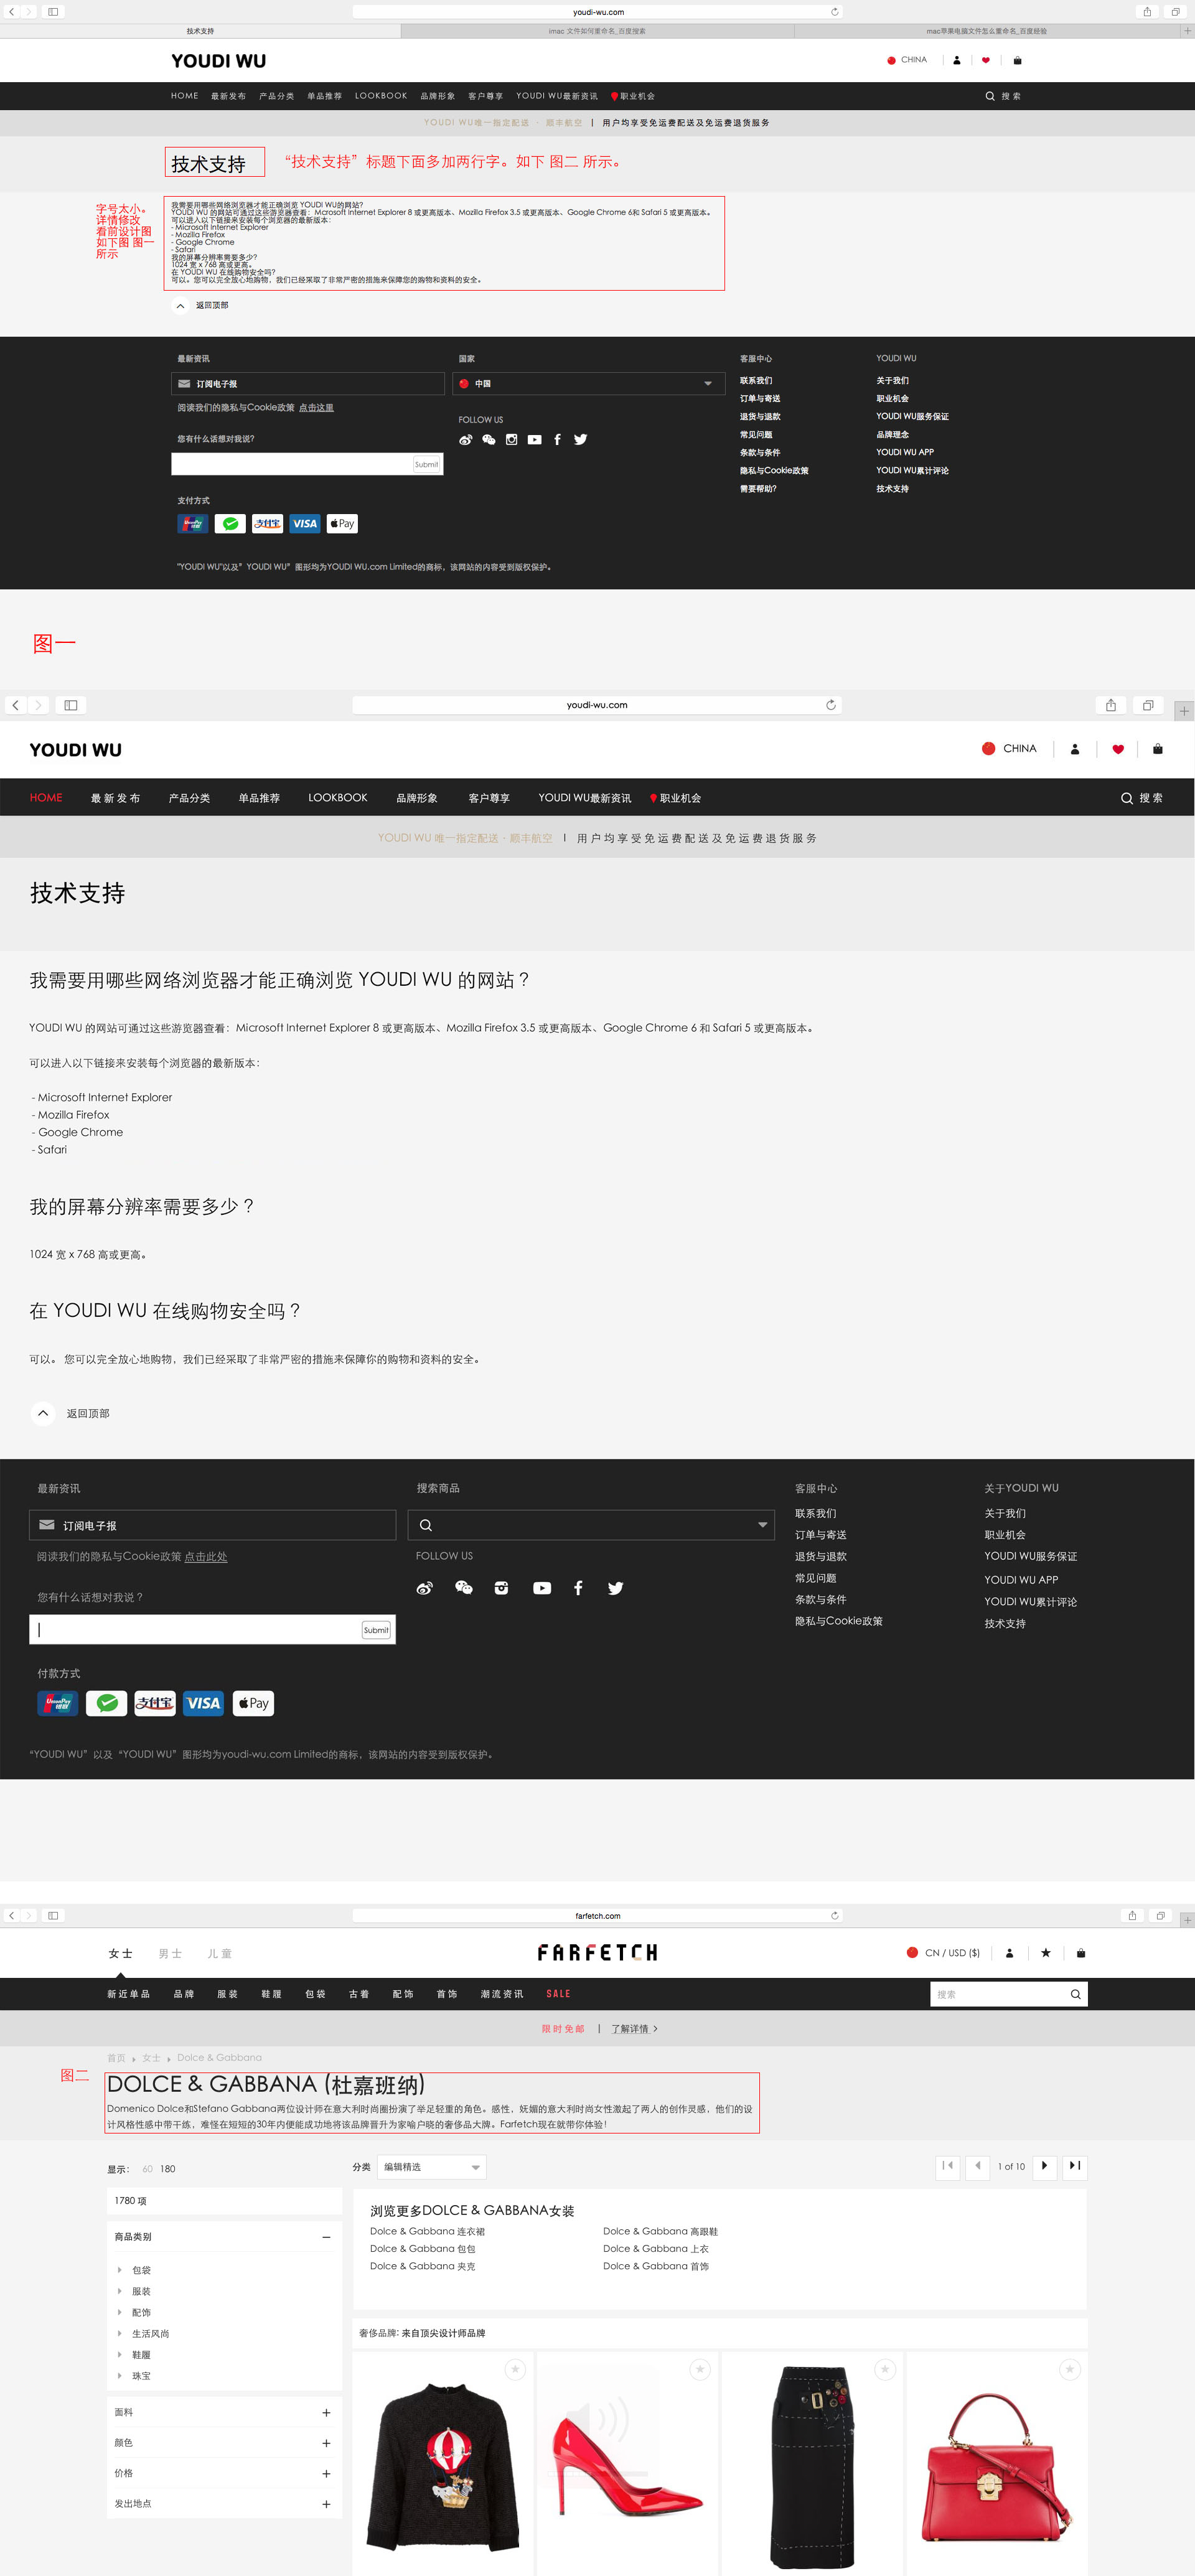 youdi-wu.com
技术支持
imac 文件如何重命名_百度搜索
mac苹果电脑文件怎么重命名_百度经验
YOUDI WU
CHINA
HOME 最新发布 产品分类 单品推荐 LOOKBOOK 品牌形象 客户尊享 YOUDI WU最新资讯 职业机会 搜 索
YOUDI WU唯一指定配送 · 顺丰航空 | 用户均享受免运费配送及免运费退货服务
技术支持
“技术支持”标题下面多加两行字。如下 图二 所示。
字号太小。
详情修改
看前设计图
如下图 图一
所示
我需要用哪些网络浏览器才能正确浏览 YOUDI WU的网站?
YOUDI WU 的网站可通过这些游览器查看：Microsoft Internet Explorer 8 或更高版本、Mozilla Firefox 3.5 或更高版本、Google Chrome 6和 Safari 5 或更高版本。
可以进入以下链接来安装每个浏览器的最新版本:
- Microsoft Internet Explorer
- Mozilla Firefox
- Google Chrome
- Safari
我的屏幕分辨率需要多少?
1024 宽 x 768 高或更高。
在 YOUDI WU 在线购物安全吗?
可以。您可以完全放心地购物，我们已经采取了非常严密的措施来保障您的购物和资料的安全。
返回顶部
最新资讯
订阅电子报
阅读我们的隐私与Cookie政策 点击这里
您有什么话想对我说?
Submit
支付方式
UnionPay 银联 支付宝 VISA Pay
国家
中国
FOLLOW US
客服中心
联系我们
订单与寄送
退货与退款
常见问题
条款与条件
隐私与Cookie政策
需要帮助?
YOUDI WU
关于我们
职业机会
YOUDI WU服务保证
品牌理念
YOUDI WU APP
YOUDI WU累计评论
技术支持
"YOUDI WU"以及” YOUDI WU”图形均为YOUDI WU.com Limited的商标，该网站的内容受到版权保护。
图一
youdi-wu.com
YOUDI WU
CHINA
HOME 最 新 发 布 产品分类 单品推荐 LOOKBOOK 品牌形象 客户尊享 YOUDI WU最新资讯 职业机会 搜 索
YOUDI WU 唯一指定配送 · 顺丰航空 | 用户均享受免运费配送及免运费退货服务
技术支持
我需要用哪些网络浏览器才能正确浏览 YOUDI WU 的网站？
YOUDI WU 的网站可通过这些游览器查看：Microsoft Internet Explorer 8 或更高版本、Mozilla Firefox 3.5 或更高版本、Google Chrome 6 和 Safari 5 或更高版本。
可以进入以下链接来安装每个浏览器的最新版本：
- Microsoft Internet Explorer
- Mozilla Firefox
- Google Chrome
- Safari
我的屏幕分辨率需要多少？
1024 宽 x 768 高或更高。
在 YOUDI WU 在线购物安全吗？
可以。 您可以完全放心地购物，我们已经采取了非常严密的措施来保障你的购物和资料的安全。
返回顶部
最新资讯
订阅电子报
阅读我们的隐私与Cookie政策 点击此处
您有什么话想对我说？
Submit
付款方式
UnionPay 银联 支付宝 VISA Pay
搜索商品
FOLLOW US
客服中心
联系我们
订单与寄送
退货与退款
常见问题
条款与条件
隐私与Cookie政策
关于YOUDI WU
关于我们
职业机会
YOUDI WU服务保证
YOUDI WU APP
YOUDI WU累计评论
技术支持
“YOUDI WU”以及“YOUDI WU”图形均为youdi-wu.com Limited的商标，该网站的内容受到版权保护。
farfetch.com
女士 男士 儿童
FARFETCH
CN / USD ($)
新近单品 品牌 服装 鞋履 包袋 古着 配饰 首饰 潮流资讯 SALE
搜索
限时免邮 | 了解详情
首页 女士 Dolce & Gabbana
图二
DOLCE & GABBANA (杜嘉班纳)
Domenico Dolce和Stefano Gabbana两位设计师在意大利时尚圈扮演了举足轻重的角色。感性，妩媚的意大利时尚女性激起了两人的创作灵感，他们的设
计风格性感中带干练，难怪在短短的30年内便能成功地将该品牌晋升为家喻户晓的奢侈品大牌。Farfetch现在就带你体验！
显示： 60 180
分类 编辑精选
1 of 10
1780 项
商品类别
包袋
服装
配饰
生活风尚
鞋履
珠宝
面料
颜色
价格
发出地点
浏览更多DOLCE & GABBANA女装
Dolce & Gabbana 连衣裙
Dolce & Gabbana 高跟鞋
Dolce & Gabbana 包包
Dolce & Gabbana 上衣
Dolce & Gabbana 夹克
Dolce & Gabbana 首饰
奢侈品牌: 来自顶尖设计师品牌